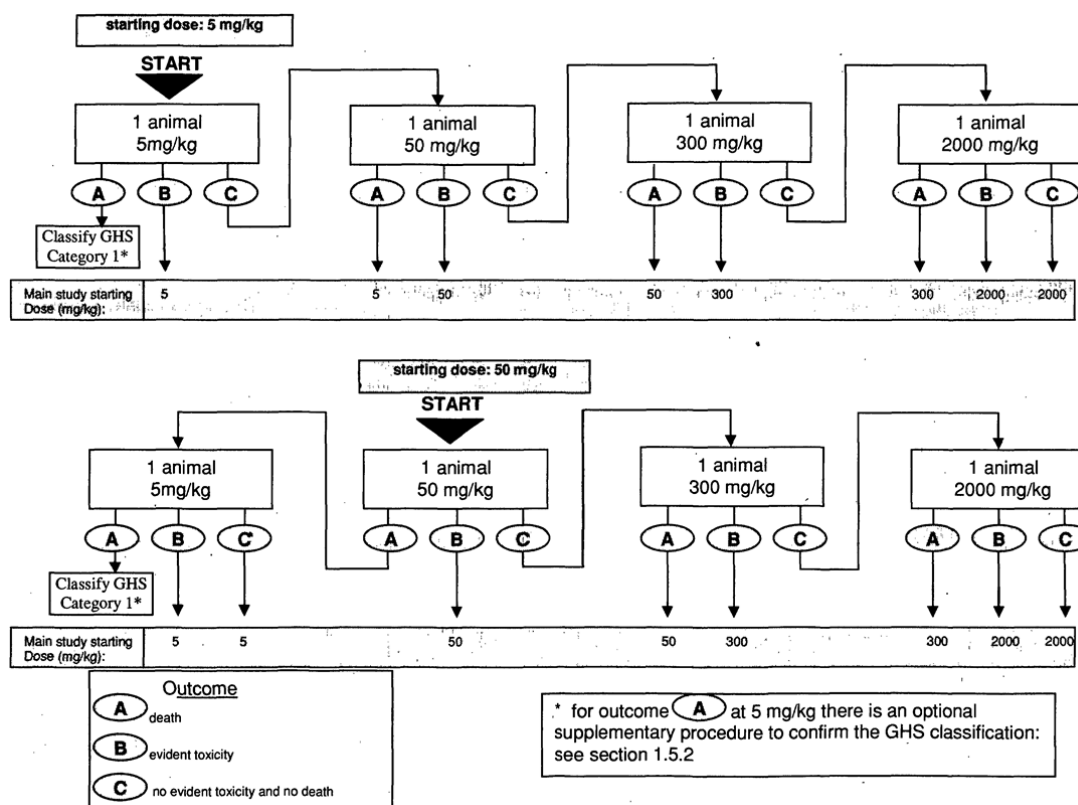 starting dose: 5 mg/kg
START
1 animal
5mg/kg
1 animal
50 mg/kg
1 animal
300 mg/kg
1 animal
2000 mg/kg
A B C A B C A B C A B C
Classify GHS
Category 1*
Main study starting
Dose (mg/kg):
5 5 50 50 300 300 2000 2000
starting dose: 50 mg/kg
START
1 animal
5mg/kg
1 animal
50 mg/kg
1 animal
300 mg/kg
1 animal
2000 mg/kg
A B C A B C A B C A B C
Classify GHS
Category 1*
Main study starting
Dose (mg/kg):
5 5 50 50 300 300 2000 2000
Outcome
A death
B evident toxicity
C no evident toxicity and no death
* for outcome A at 5 mg/kg there is an optional
supplementary procedure to confirm the GHS classification:
see section 1.5.2